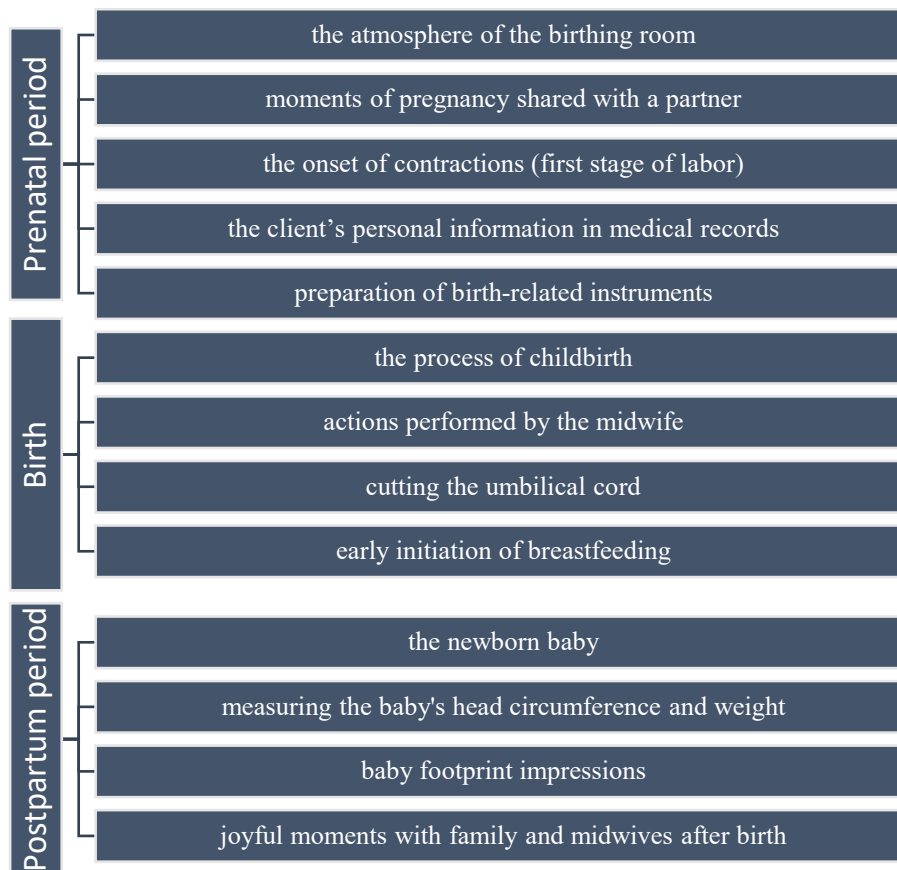 Prenatal period
the atmosphere of the birthing room
moments of pregnancy shared with a partner
the onset of contractions (first stage of labor)
the client’s personal information in medical records
preparation of birth-related instruments
Birth
the process of childbirth
actions performed by the midwife
cutting the umbilical cord
early initiation of breastfeeding
Postpartum period
the newborn baby
measuring the baby's head circumference and weight
baby footprint impressions
joyful moments with family and midwives after birth